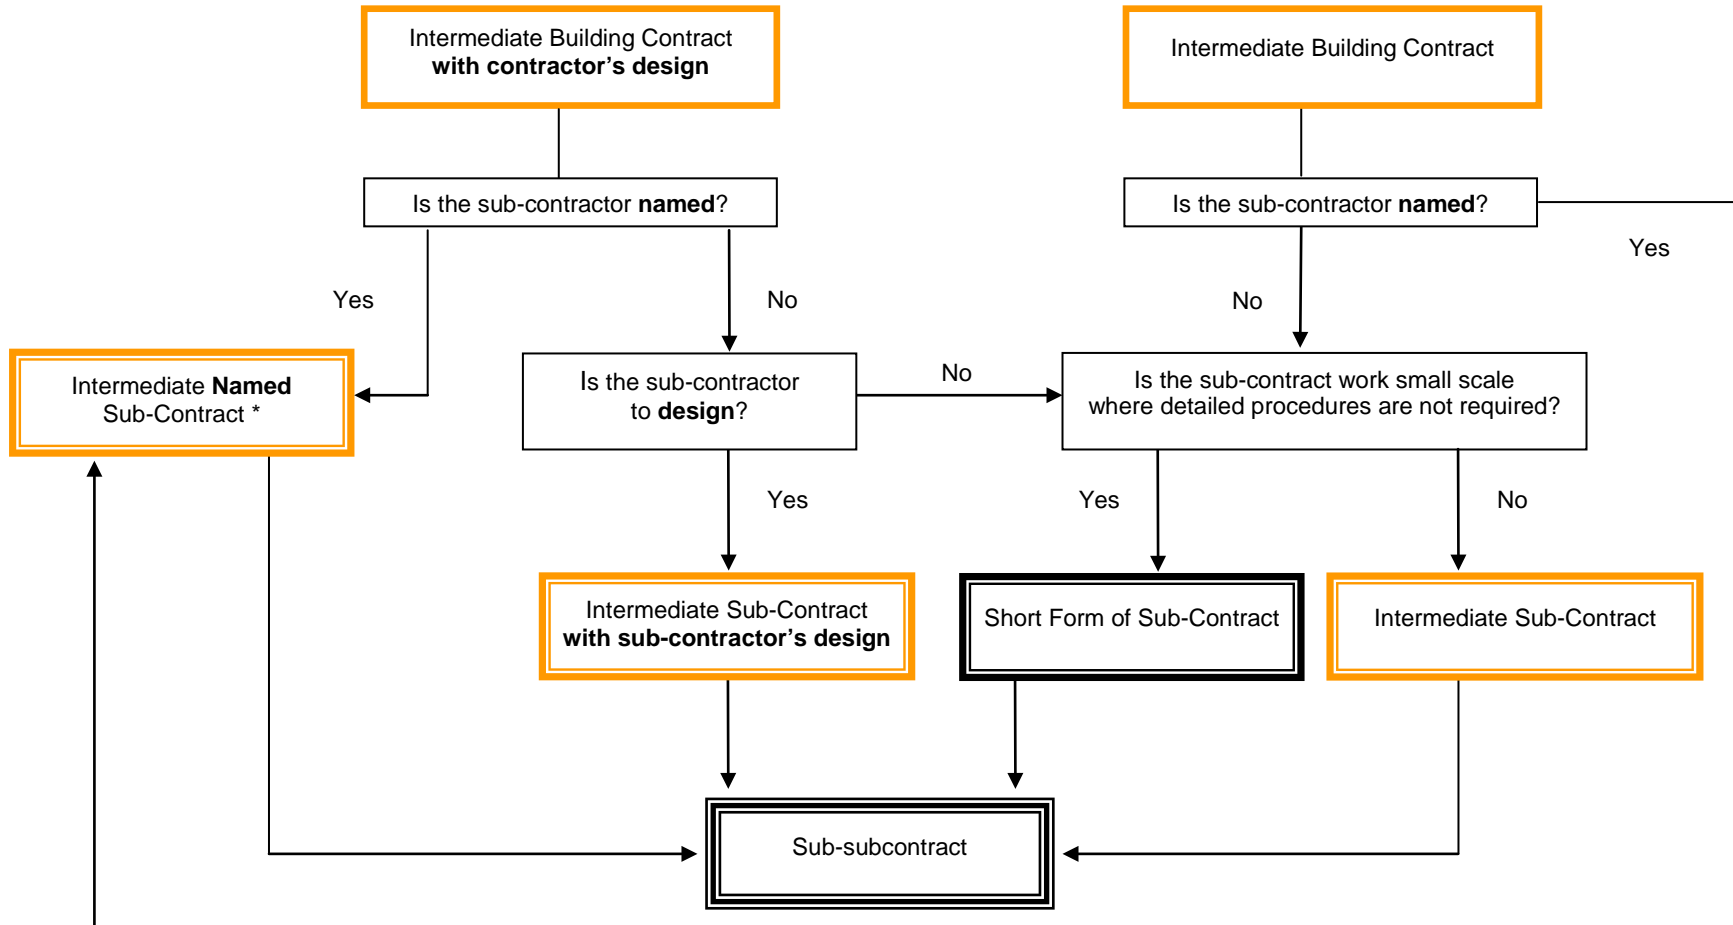 Intermediate Building Contract
with contractor’s design
Intermediate Building Contract
Is the sub-contractor named?
Is the sub-contractor named?
Yes
Yes
No
No
Intermediate Named
Sub-Contract *
Is the sub-contractor
to design?
No
Is the sub-contract work small scale
where detailed procedures are not required?
Yes
Yes
No
Intermediate Sub-Contract
with sub-contractor’s design
Short Form of Sub-Contract
Intermediate Sub-Contract
Sub-subcontract